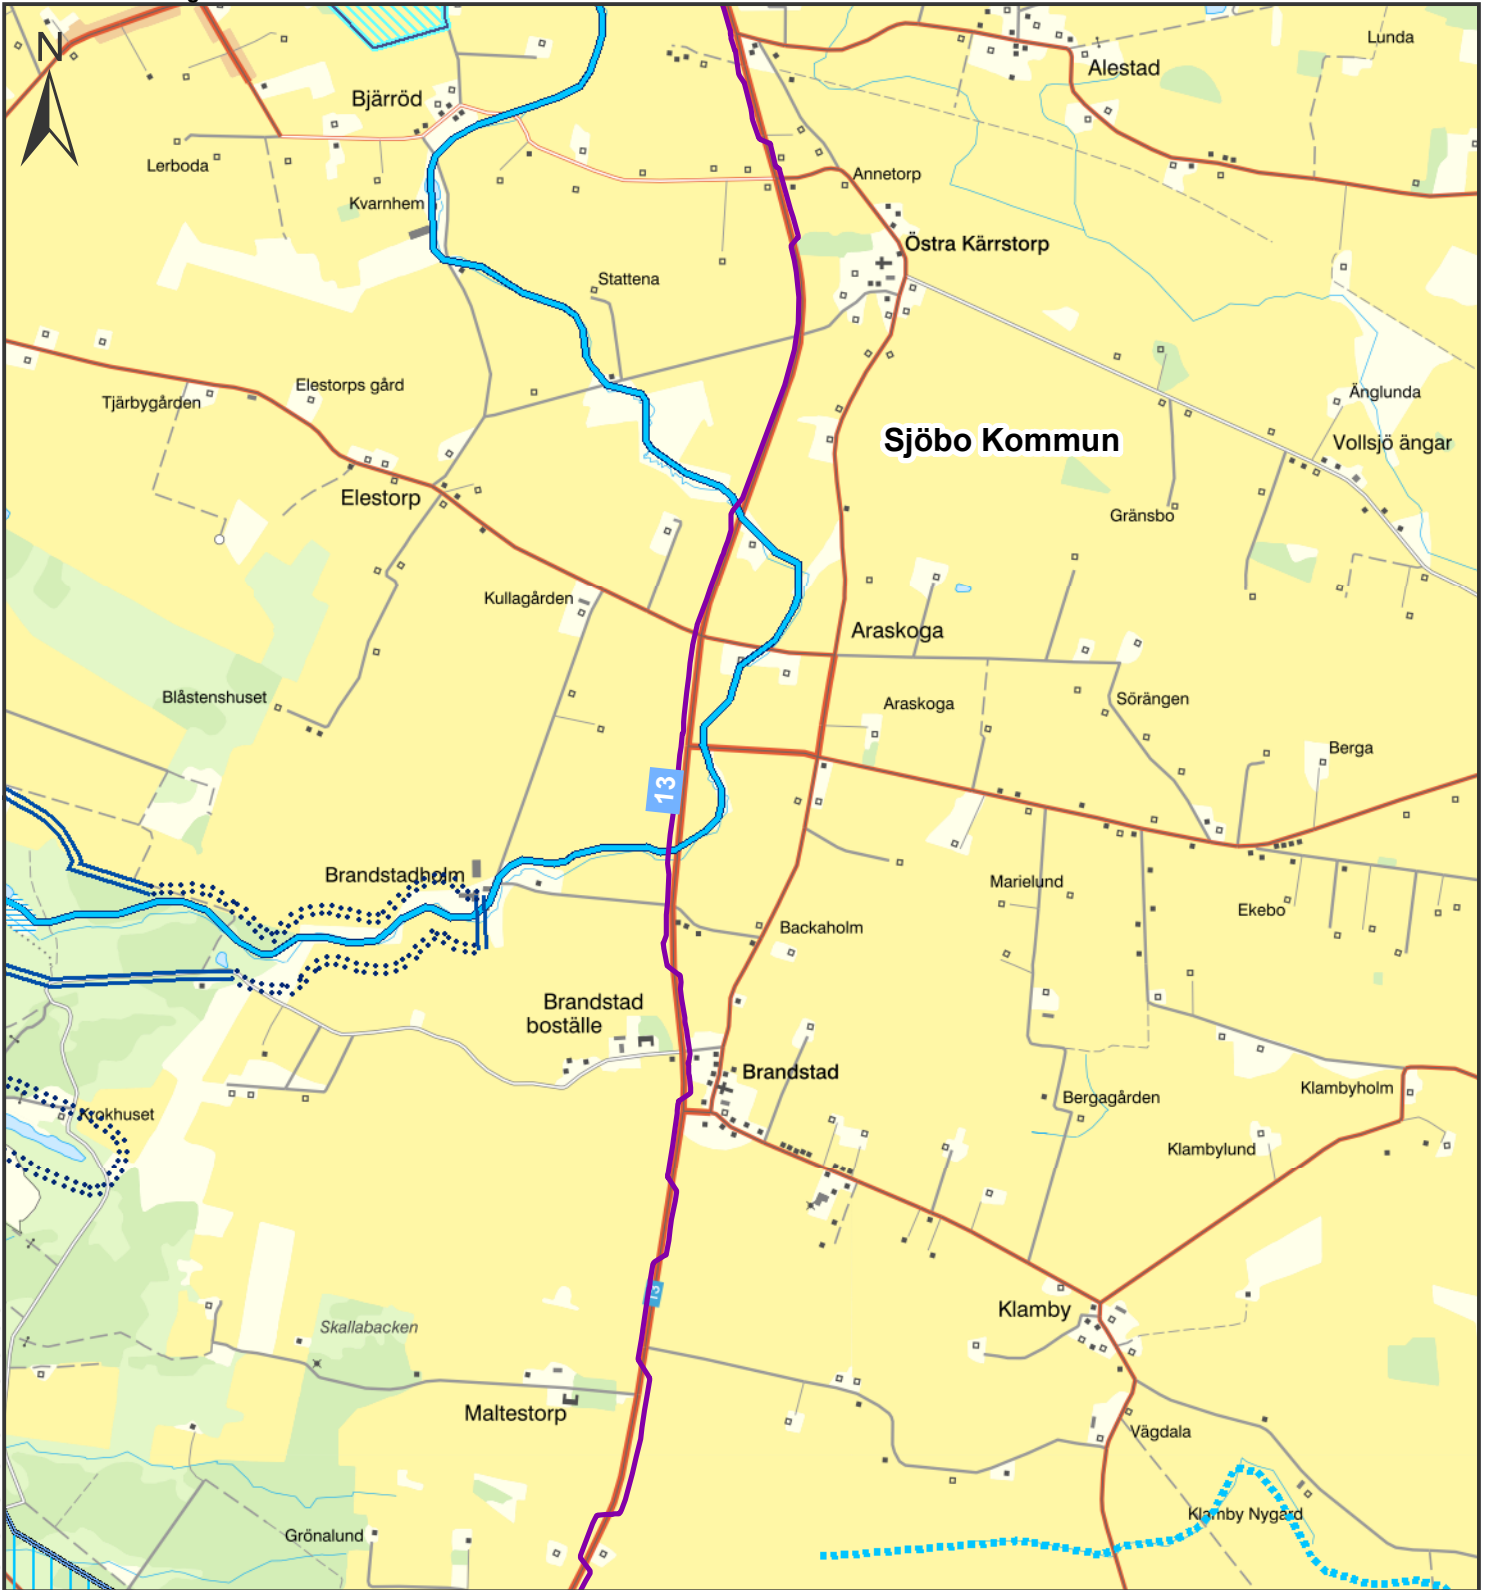 N
Lunda
Alestad
Bjärröd
Lerboda
Annetorp
Kvarnhem
Östra Kärrstorp
Stattena
Elestorps gård
Tjärbygården
Änglunda
Sjöbo Kommun
Vollsjö ängar
Elestorp
Gränsbo
Kullagården
Araskoga
Blåstenshuset
Araskoga
Sörängen
Berga
13
Brandstadholm
Marielund
Ekebo
Backaholm
Brandstad
boställe
Brandstad
Klambyholm
Bergagården
Krokhuset
Klambylund
13
Klamby
Skallabacken
Maltestorp
Vägdala
Klamby Nygård
Grönalund